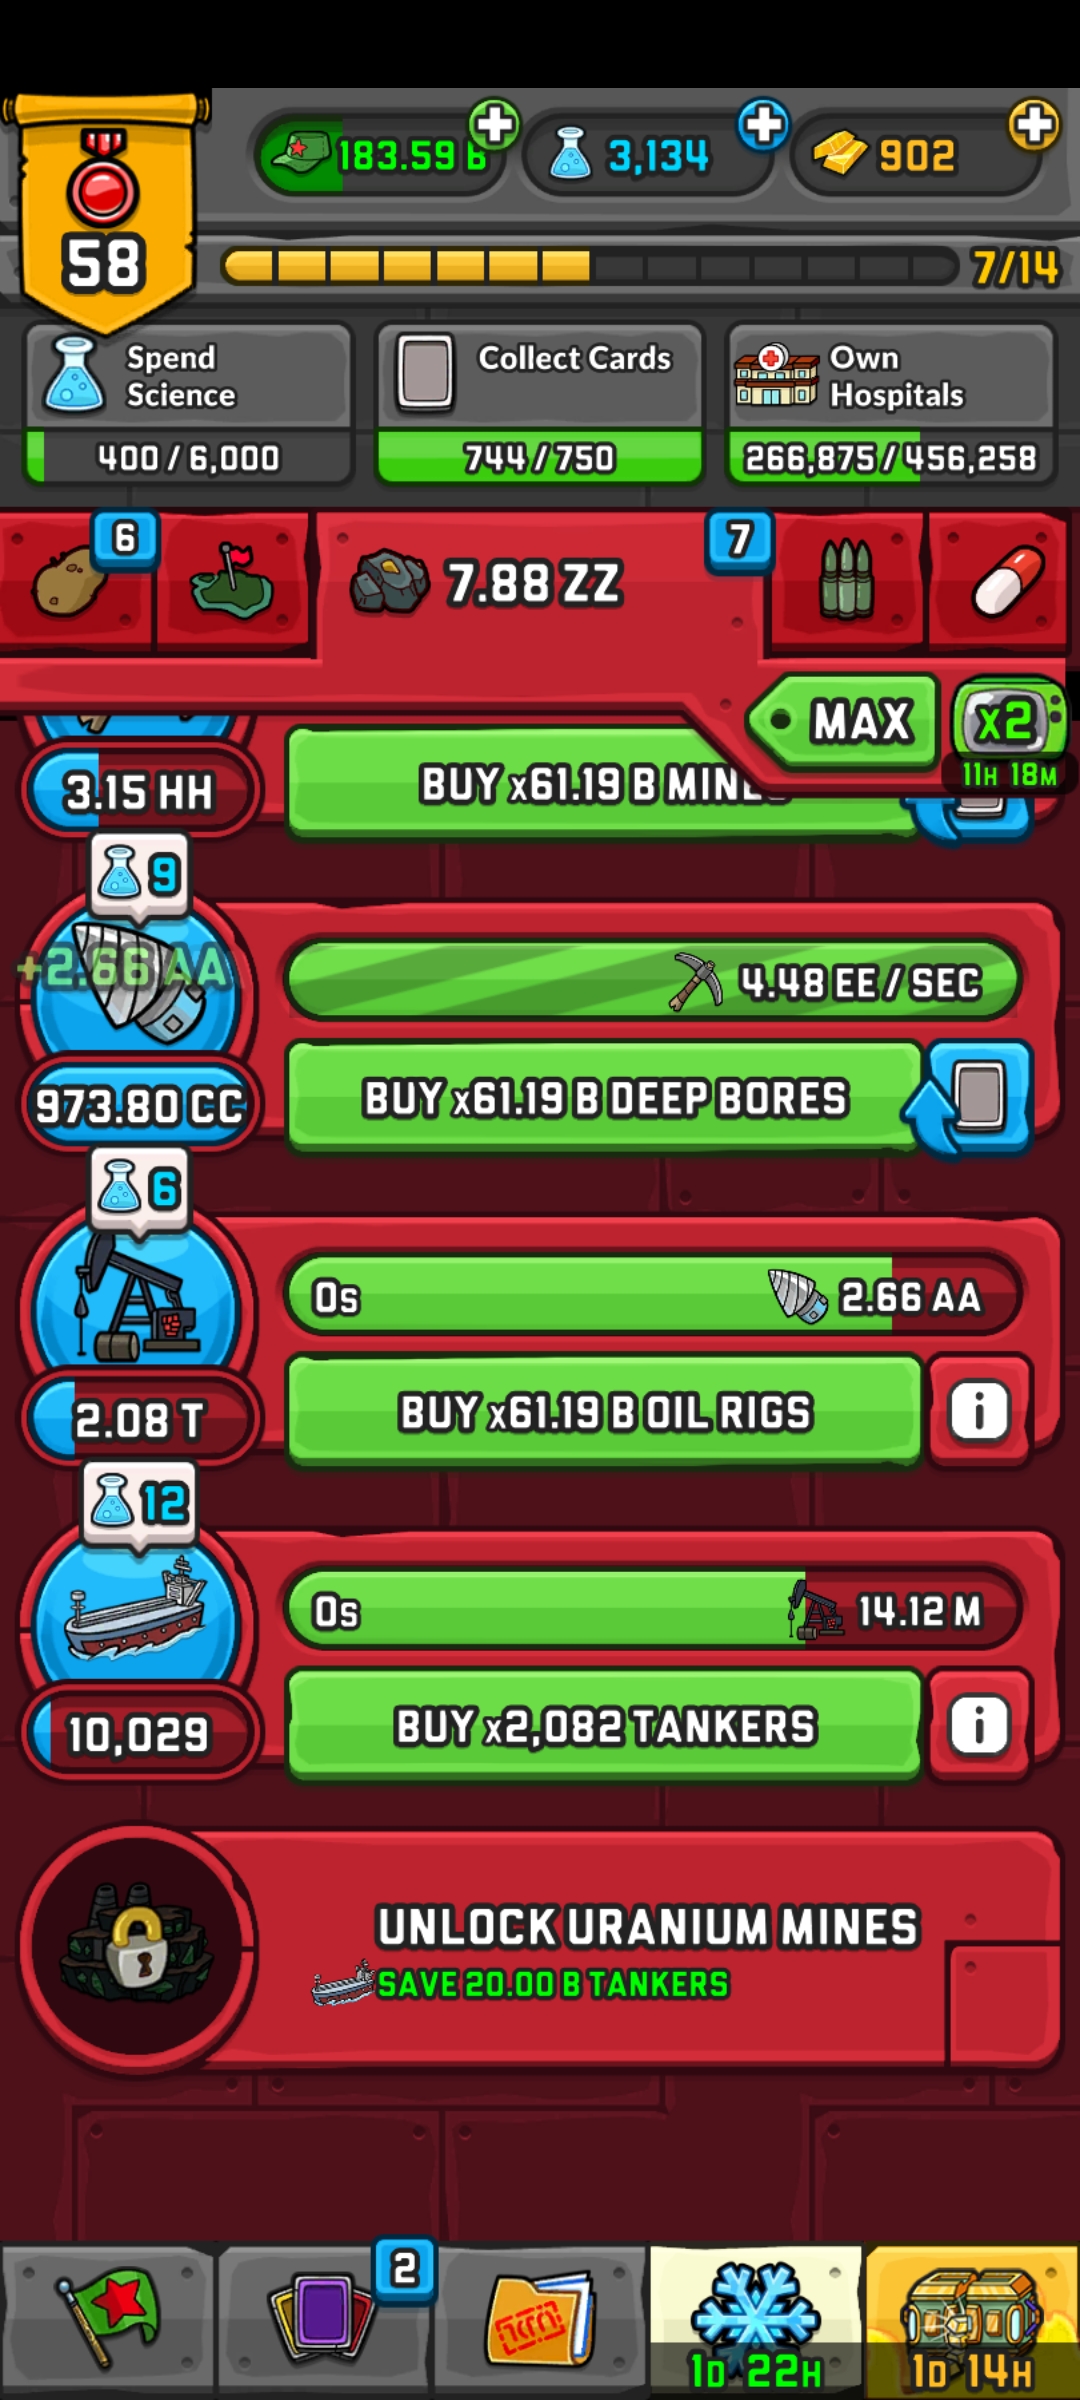 58
183.59 B
3,134
902
7/14
Spend
Science
400 / 6,000
Collect Cards
744 / 750
Own
Hospitals
266,875 / 456,258
6
7.88 ZZ
7
MAX
x2
11H 18M
3.15 HH
BUY x61.19 B
9
+2.66 AA
4.48 EE / SEC
973.80 CC
BUY x61.19 B DEEP BORES
6
0s
2.66 AA
2.08 T
BUY x61.19 B OIL RIGS
i
12
0s
14.12 M
10,029
BUY x2,082 TANKERS
i
UNLOCK URANIUM MINES
SAVE 20.00 B TANKERS
2
1D 22H
1D 14H